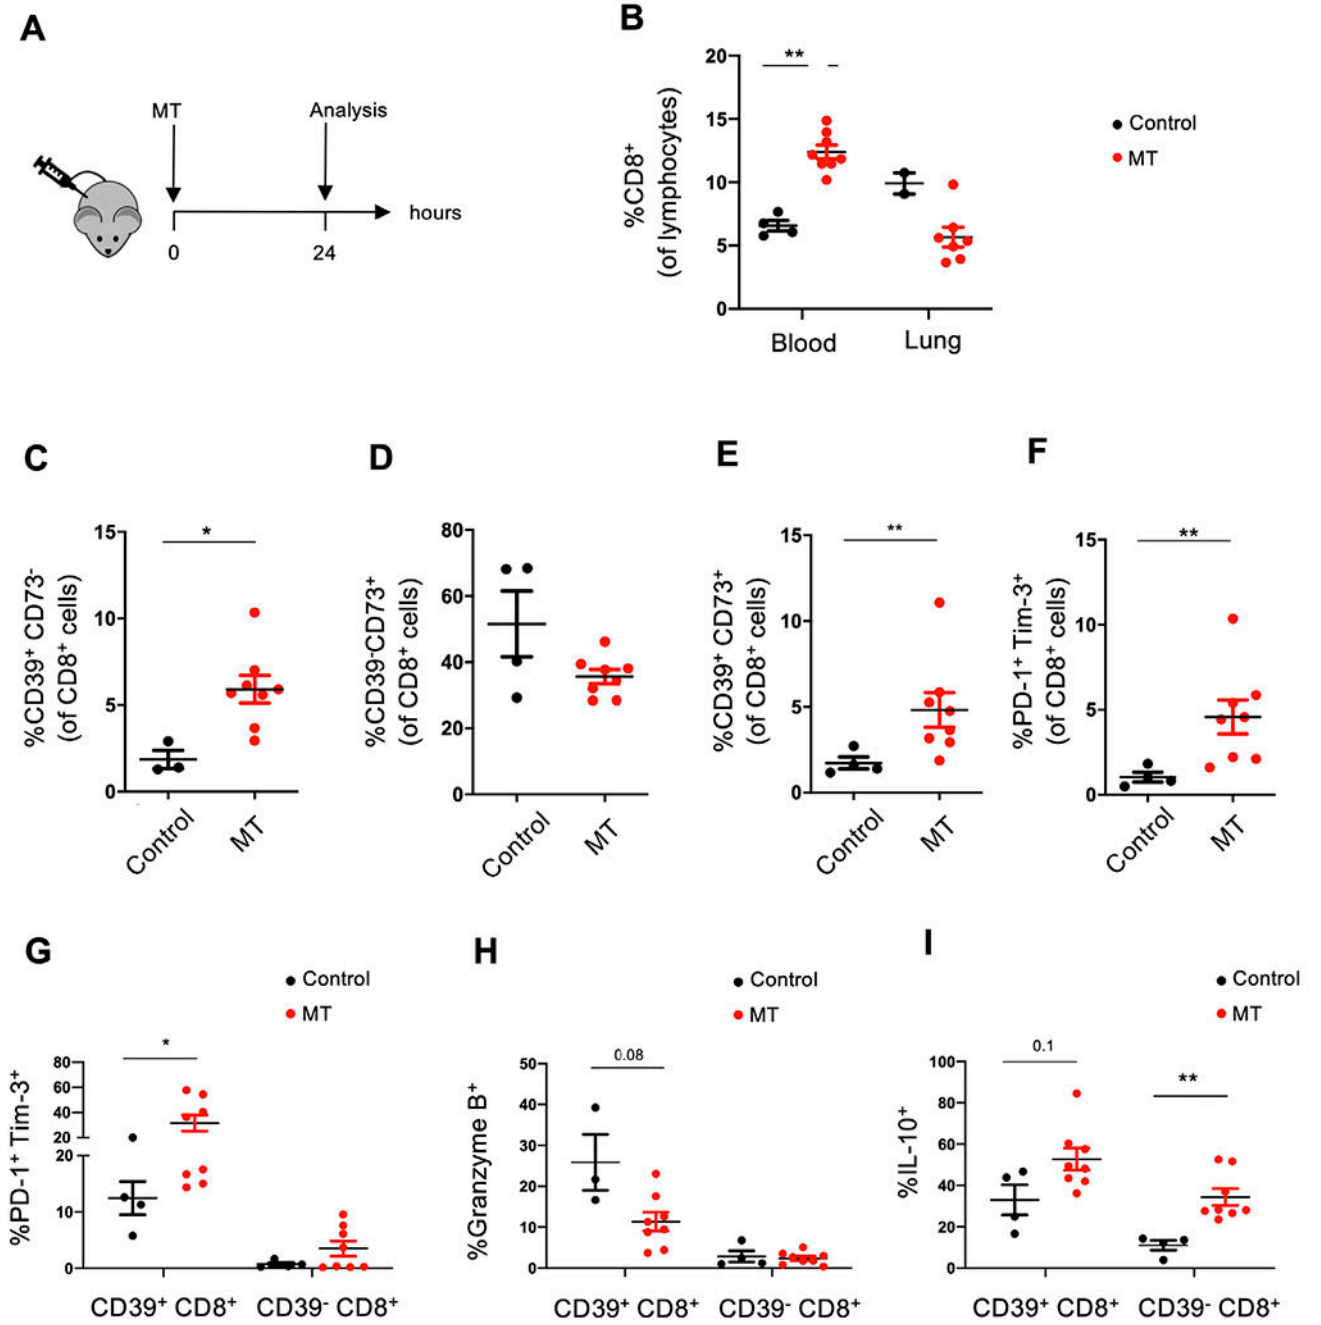 A
MT
Analysis
hours
0
24
B
%CD8⁺
(of lymphocytes)
20
15
10
5
0
**
Blood
Lung
Control
MT
C
%CD39⁺ CD73⁻
(of CD8⁺ cells)
15
10
5
0
*
Control
MT
D
%CD39⁻CD73⁺
(of CD8⁺ cells)
80
60
40
20
0
Control
MT
E
%CD39⁺ CD73⁺
(of CD8⁺ cells)
15
10
5
0
**
Control
MT
F
%PD-1⁺ Tim-3⁺
(of CD8⁺ cells)
15
10
5
0
**
Control
MT
G
Control
MT
%PD-1⁺ Tim-3⁺
80
60
40
20
20
10
0
*
CD39⁺ CD8⁺
CD39⁻ CD8⁺
H
Control
MT
%Granzyme B⁺
50
40
30
20
10
0
0.08
CD39⁺ CD8⁺
CD39⁻ CD8⁺
I
Control
MT
%IL-10⁺
100
80
60
40
20
0
0.1
**
CD39⁺ CD8⁺
CD39⁻ CD8⁺